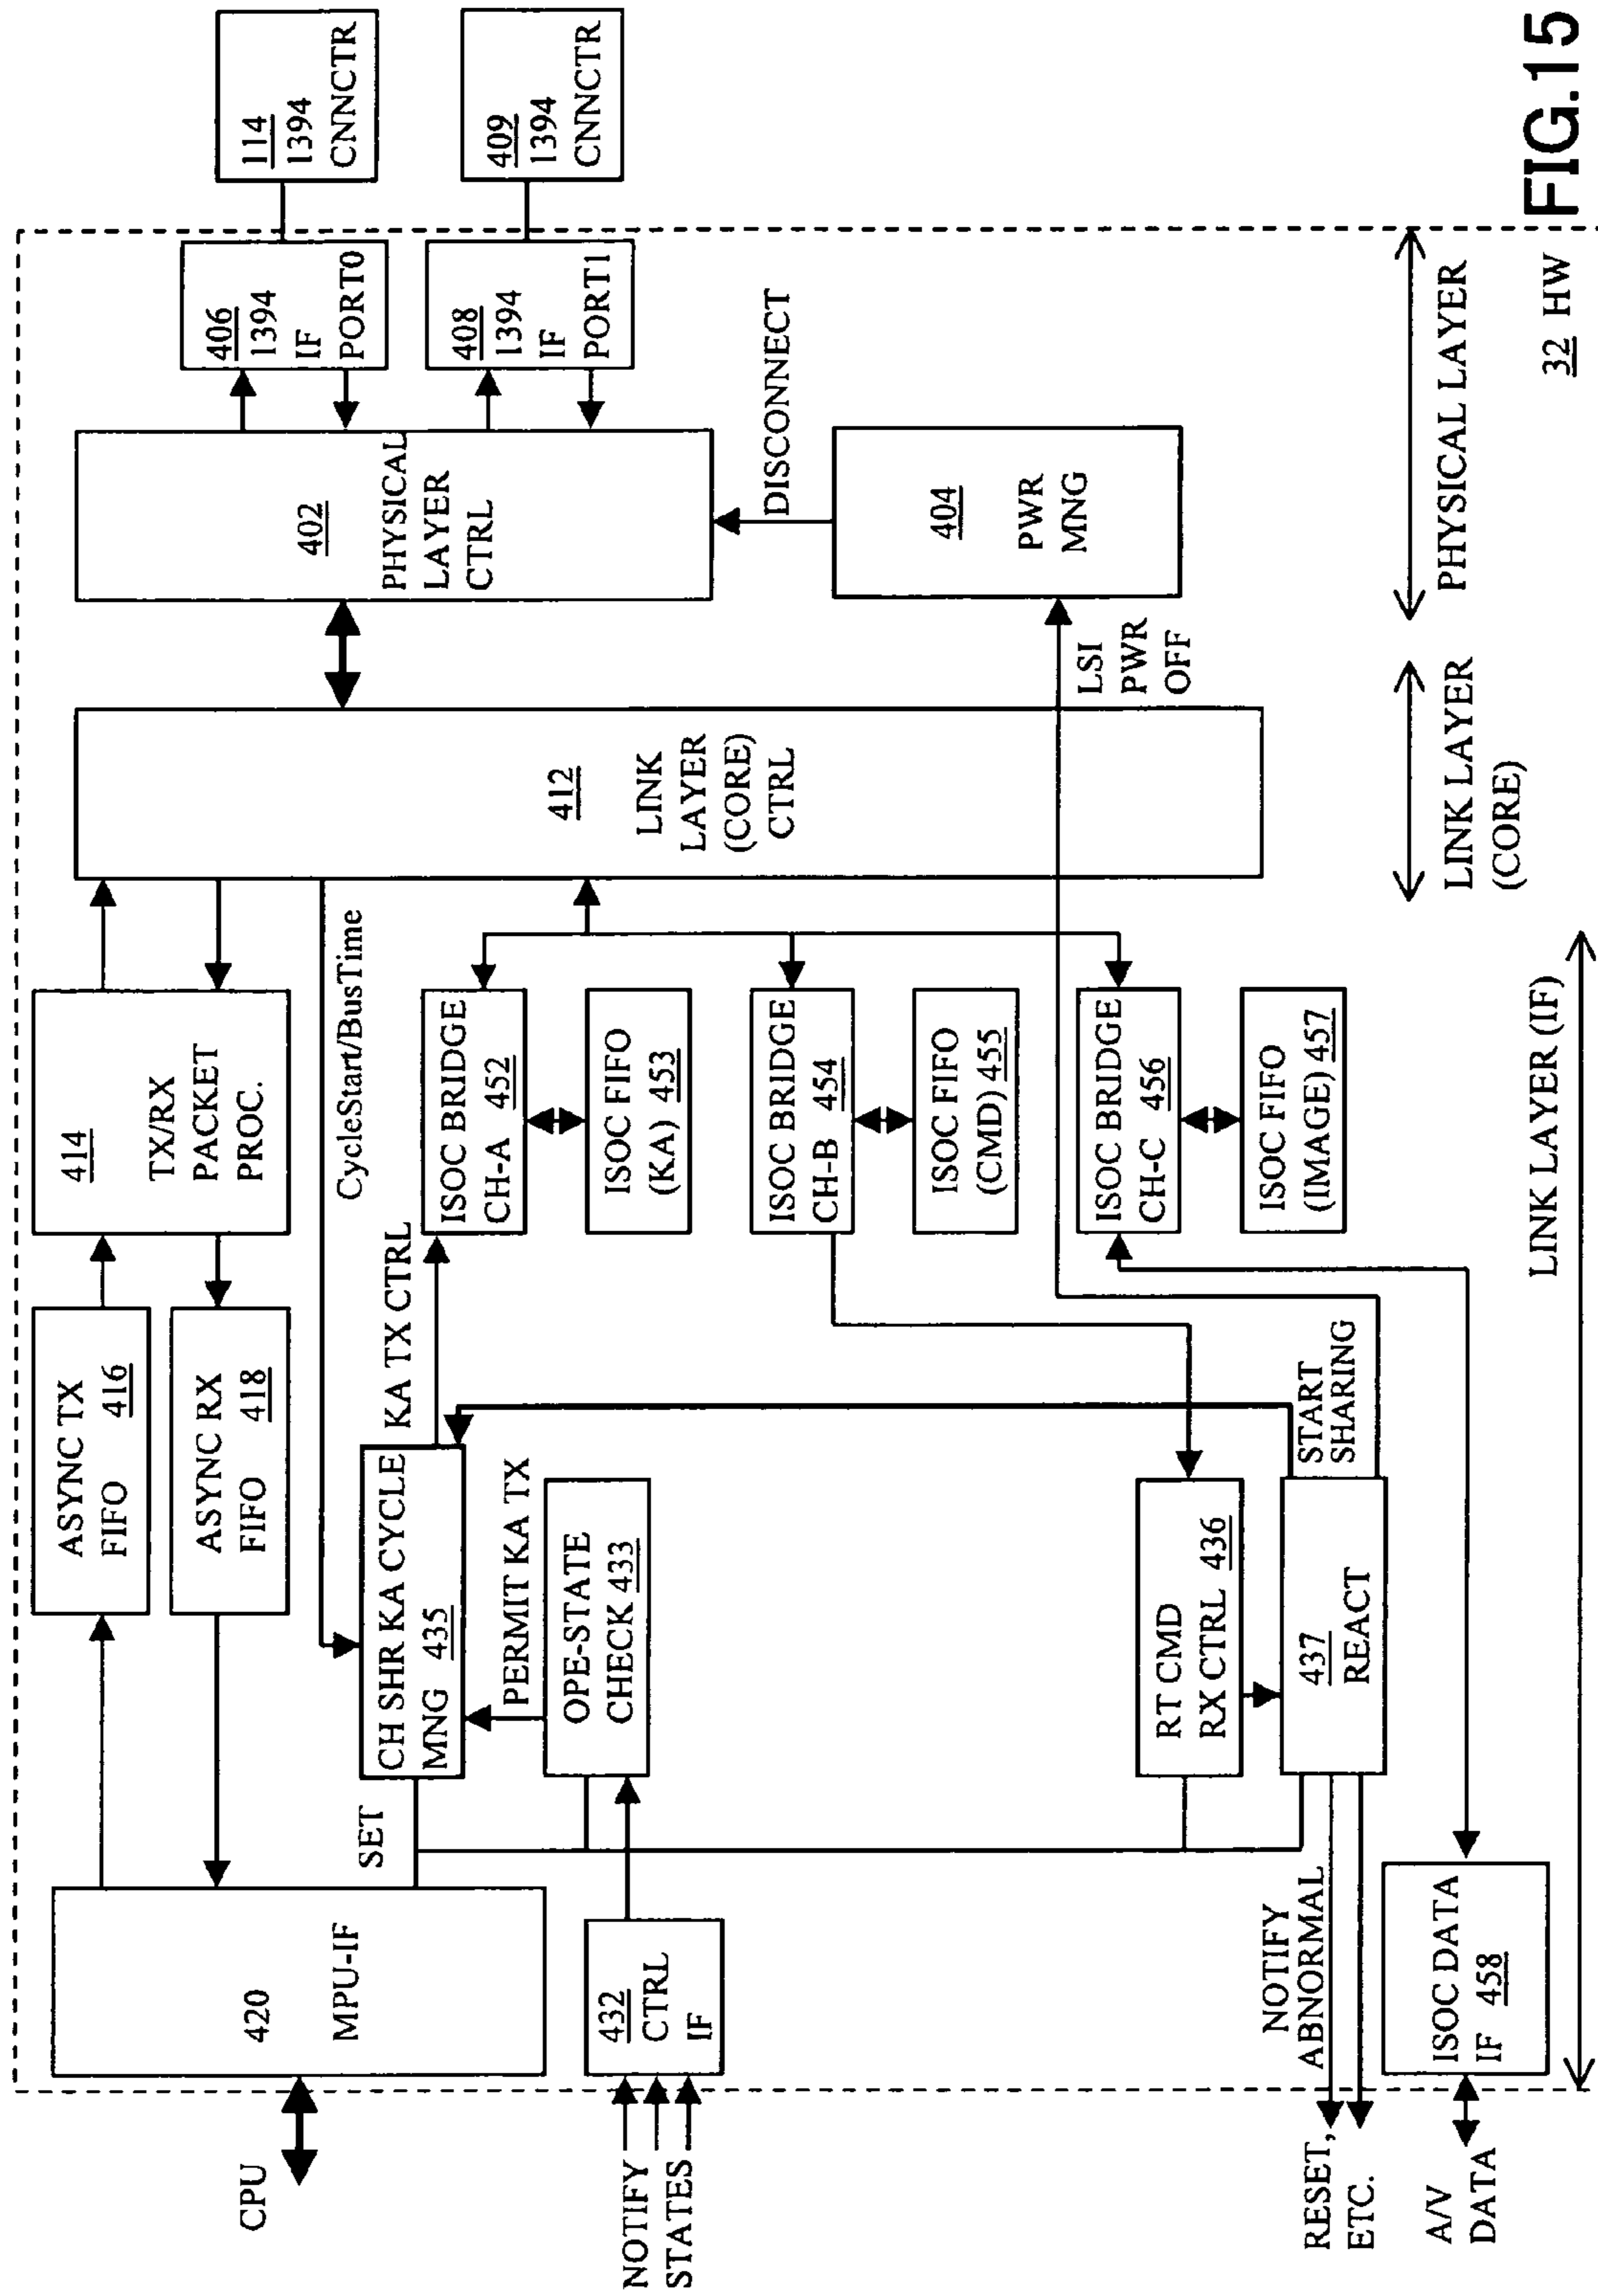 CPU
420
MPU-IF
ASYNC TX
FIFO 416
ASYNC RX
FIFO 418
414
TX/RX
PACKET
PROC.
CycleStart/BusTime
402
PHYSICAL
LAYER
CTRL
406
1394
IF
PORT0
114
1394
CNNCTR
408
1394
IF
PORT1
409
1394
CNNCTR
412
LINK
LAYER
(CORE)
CTRL
DISCONNECT
404
PWR
MNG
LSI
PWR
OFF
SET
CH SHR KA CYCLE
MNG 435
KA TX CTRL
PERMIT KA TX
OPE-STATE
CHECK 433
NOTIFY
STATES
432
CTRL
IF
ISOC BRIDGE
CH-A 452
ISOC FIFO
(KA) 453
ISOC BRIDGE
CH-B 454
ISOC FIFO
(CMD) 455
ISOC BRIDGE
CH-C 456
ISOC FIFO
(IMAGE) 457
RT CMD
RX CTRL 436
437
REACT
START
SHARING
NOTIFY
ABNORMAL
RESET,
ETC.
A/V
DATA
ISOC DATA
IF 458
LINK LAYER (IF)
LINK LAYER
(CORE)
PHYSICAL LAYER
32 HW
FIG.15